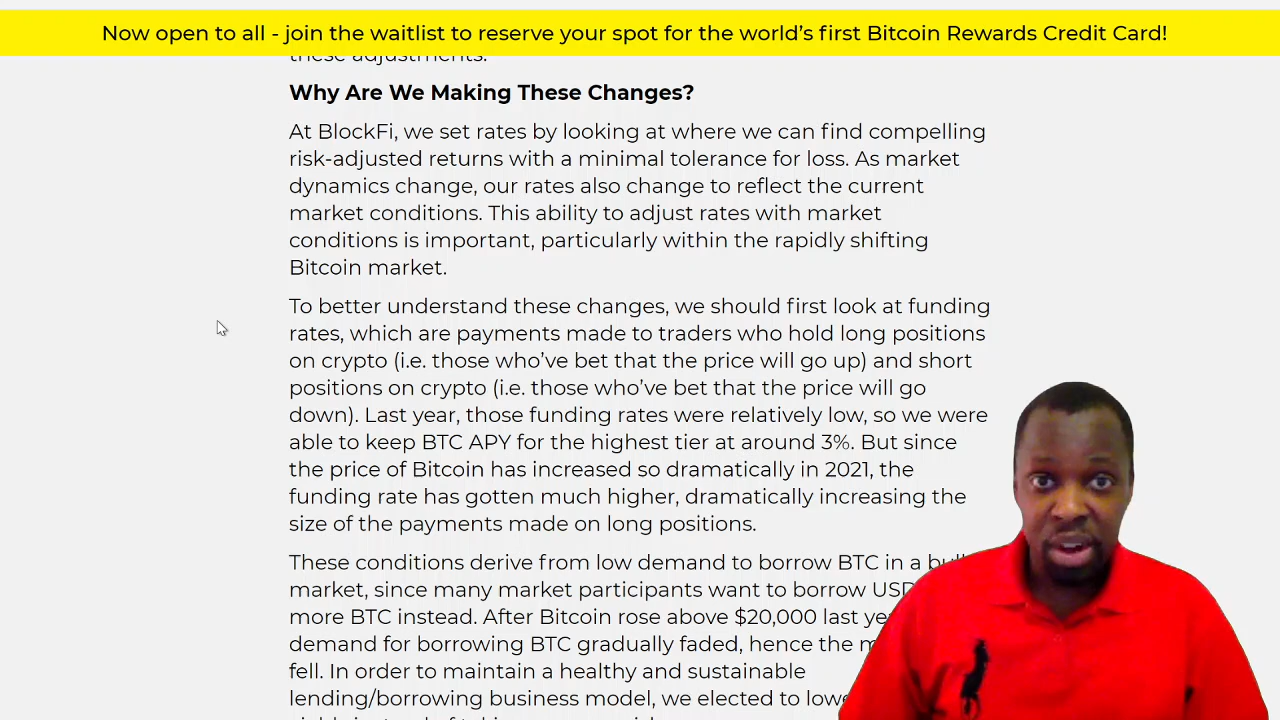 Now open to all - join the waitlist to reserve your spot for the world's first Bitcoin Rewards Credit Card!
these adjustments.
Why Are We Making These Changes?
At BlockFi, we set rates by looking at where we can find compelling
risk-adjusted returns with a minimal tolerance for loss. As market
dynamics change, our rates also change to reflect the current
market conditions. This ability to adjust rates with market
conditions is important, particularly within the rapidly shifting
Bitcoin market.
To better understand these changes, we should first look at funding
rates, which are payments made to traders who hold long positions
on crypto (i.e. those who've bet that the price will go up) and short
positions on crypto (i.e. those who've bet that the price will go
down). Last year, those funding rates were relatively low, so we were
able to keep BTC APY for the highest tier at around 3%. But since
the price of Bitcoin has increased so dramatically in 2021, the
funding rate has gotten much higher, dramatically increasing the
size of the payments made on long positions.
These conditions derive from low demand to borrow BTC in a bull
market, since many market participants want to borrow USD
more BTC instead. After Bitcoin rose above $20,000 last
demand for borrowing BTC gradually faded, hence the
fell. In order to maintain a healthy and sustainable
lending/borrowing business model, we elected to